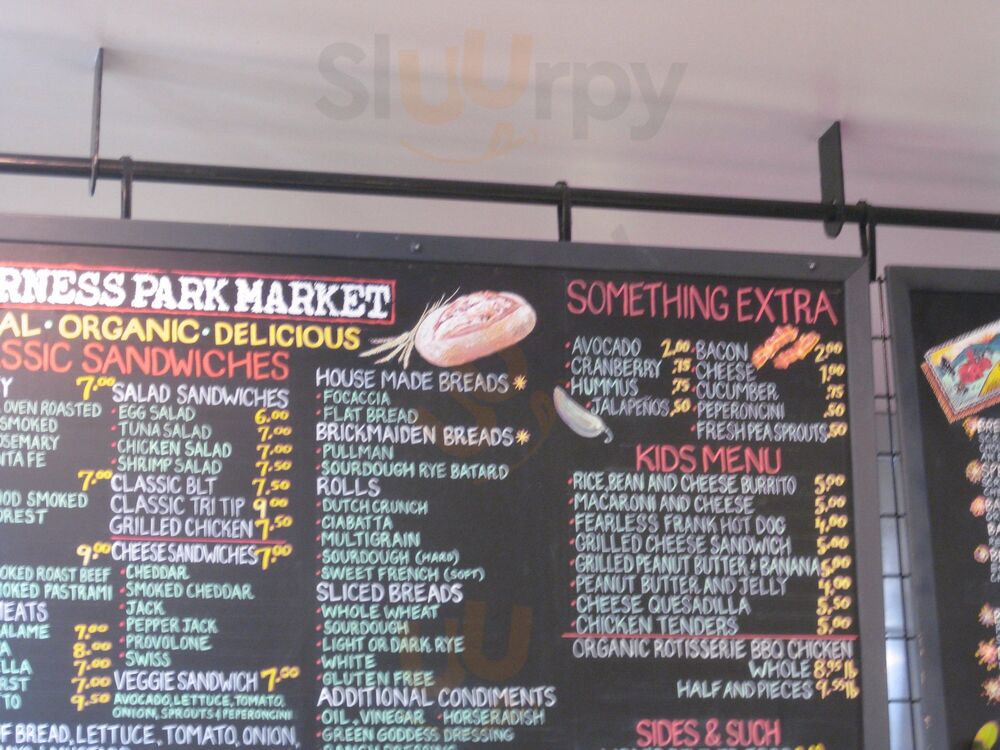 Sluurpy
RNESS PARK MARKET
AL · ORGANIC · DELICIOUS
SSIC SANDWICHES
Y 7.00
OVEN ROASTED
SMOKED
OSEMARY
NTA FE
7.00
OD SMOKED
OREST
9.00
OKED ROAST BEEF
OKED PASTRAMI
MEATS
ALAME 7.00
A 8.00
LLA 7.00
RST 7.00
TO 9.50
SALAD SANDWICHES
· EGG SALAD 6.00
· TUNA SALAD 7.00
· CHICKEN SALAD 7.00
· SHRIMP SALAD 7.50
CLASSIC BLT 7.50
CLASSIC TRI TIP 9.00
GRILLED CHICKEN 7.50
CHEESE SANDWICHES 7.00
· CHEDDAR
· SMOKED CHEDDAR
· JACK
· PEPPER JACK
· PROVOLONE
· SWISS
VEGGIE SANDWICH 7.00
AVOCADO, LETTUCE, TOMATO,
ONION, SPROUTS & PEPERONCINI
OF BREAD, LETTUCE, TOMATO, ONION,
HOUSE MADE BREADS *
· FOCACCIA
· FLAT BREAD
BRICKMAIDEN BREADS *
· PULLMAN
· SOURDOUGH RYE BATARD
ROLLS
· DUTCH CRUNCH
· CIABATTA
· MULTIGRAIN
· SOURDOUGH (HARD)
· SWEET FRENCH (SOFT)
SLICED BREADS
· WHOLE WHEAT
· SOURDOUGH
· LIGHT OR DARK RYE
· WHITE
· GLUTEN FREE
ADDITIONAL CONDIMENTS
· OIL, VINEGAR · HORSERADISH
· GREEN GODDESS DRESSING
· RANCH DRESSING
SOMETHING EXTRA
· AVOCADO 2.00 · BACON 2.00
· CRANBERRY .75 · CHEESE 1.00
· HUMMUS .75 · CUCUMBER .75
· JALAPEÑOS .50 · PEPERONCINI .50
· FRESH PEA SPROUTS .50
KIDS MENU
· RICE, BEAN AND CHEESE BURRITO 5.00
· MACARONI AND CHEESE 5.00
· FEARLESS FRANK HOT DOG 4.00
· GRILLED CHEESE SANDWICH 5.00
· GRILLED PEANUT BUTTER & BANANA 5.00
· PEANUT BUTTER AND JELLY 4.00
· CHEESE QUESADILLA 5.50
· CHICKEN TENDERS 5.00
ORGANIC ROTISSERIE BBQ CHICKEN
WHOLE 8.95 lb
HALF AND PIECES 9.95 lb
SIDES & SUCH